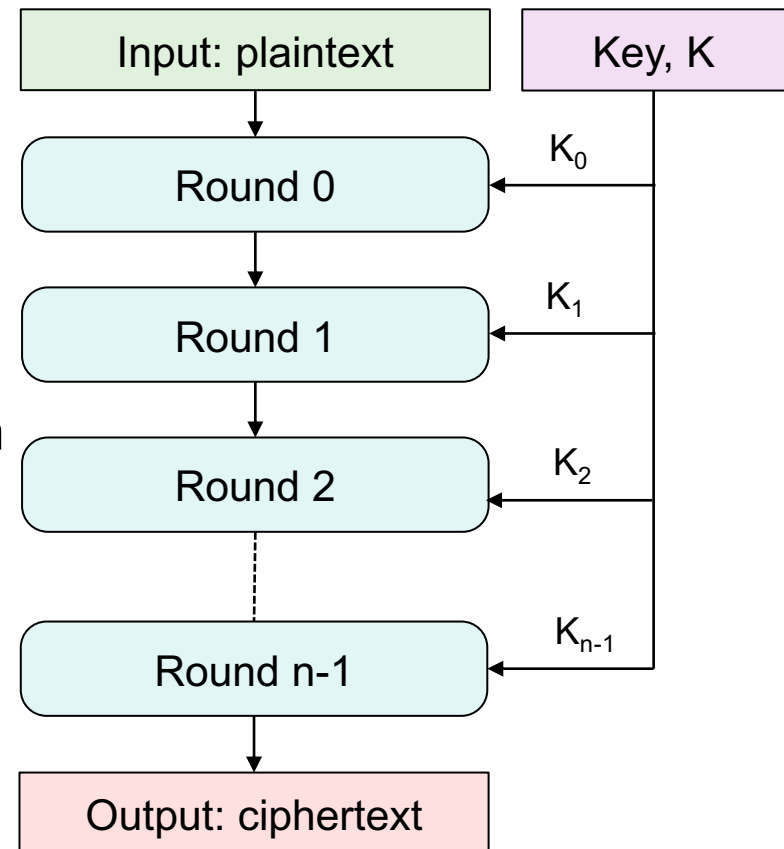 Input: plaintext
Key, K
K₀
Round 0
K₁
Round 1
K₂
Round 2
Kₙ₋₁
Round n-1
Output: ciphertext